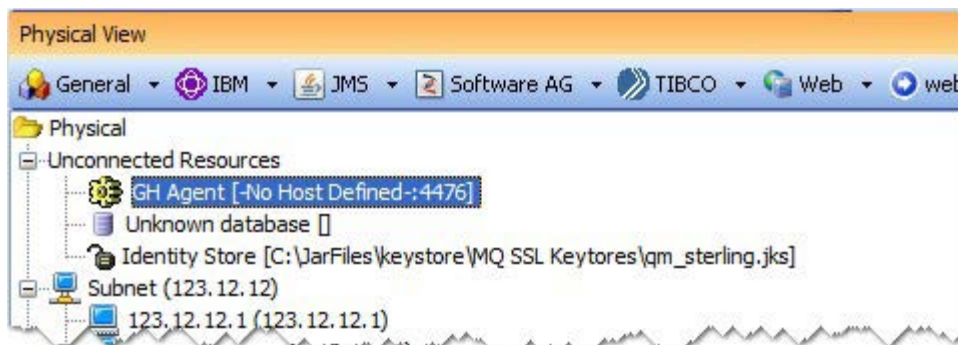 Physical View
General IBM JMS Software AG TIBCO Web web
Physical
Unconnected Resources
GH Agent [-No Host Defined-:4476]
Unknown database []
Identity Store [C:\JarFiles\keystore\MQ SSL Keytores\qm_sterling.jks]
Subnet (123.12.12)
123.12.12.1 (123.12.12.1)